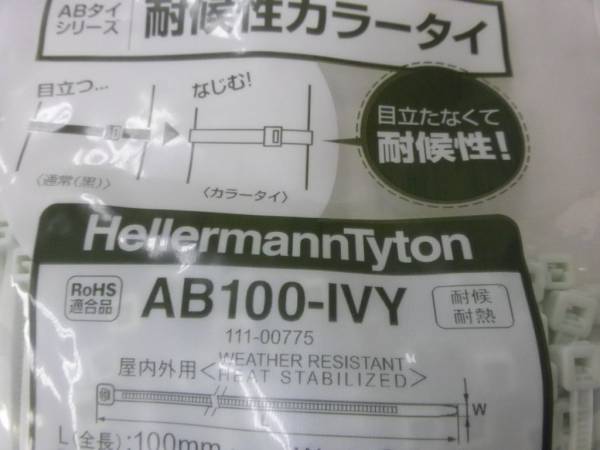 ABタイ
シリーズ
耐候性カラータイ
目立つ…
なじむ!
〈通常(黒)〉
〈カラータイ〉
目立たなくて
耐候性!
HellermannTyton
RoHS
適合品
AB100-IVY
耐候
耐熱
111-00775
屋内外用
WEATHER RESISTANT
HEAT STABILIZED
W
L
L(全長):100mm